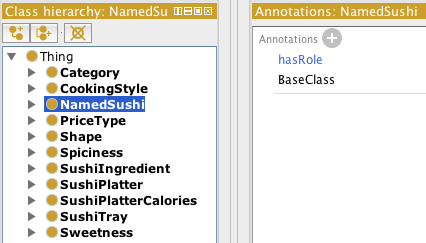 Class hierarchy: NamedSu
Thing
Category
CookingStyle
NamedSushi
PriceType
Shape
Spiciness
SushiIngredient
SushiPlatter
SushiPlatterCalories
SushiTray
Sweetness
Annotations: NamedSushi
Annotations
hasRole
BaseClass